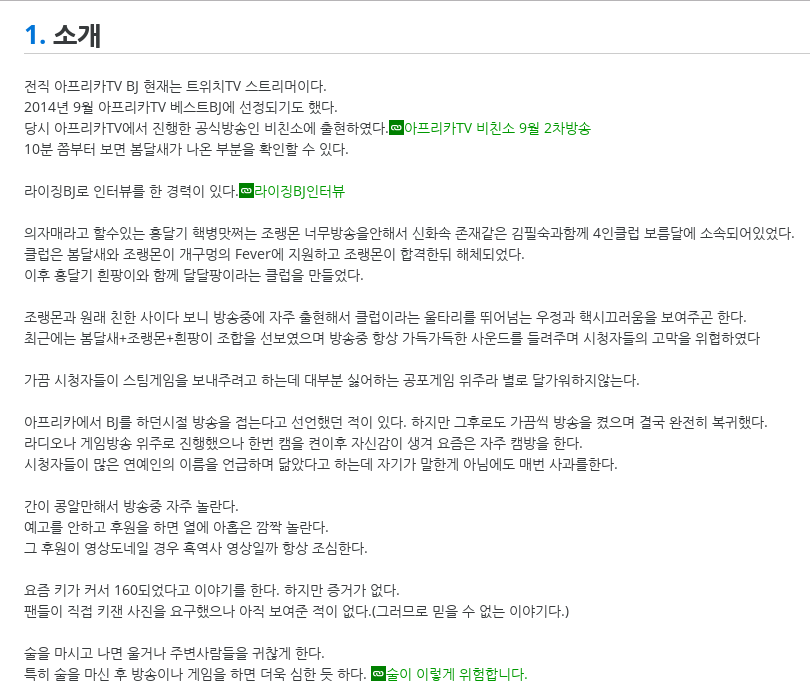 1. 소개
전직 아프리카TV BJ 현재는 트위치TV 스트리머이다.
2014년 9월 아프리카TV 베스트BJ에 선정되기도 했다.
당시 아프리카TV에서 진행한 공식방송인 비친소에 출현하였다.아프리카TV 비친소 9월 2차방송
10분 쯤부터 보면 봄달새가 나온 부분을 확인할 수 있다.
라이징BJ로 인터뷰를 한 경력이 있다.라이징BJ인터뷰
의자매라고 할수있는 홍달기 핵병맛쩌는 조랭몬 너무방송을안해서 신화속 존재같은 김필숙과함께 4인클럽 보름달에 소속되어있었다.
클럽은 봄달새와 조랭몬이 개구멍의 Fever에 지원하고 조랭몬이 합격한뒤 해체되었다.
이후 홍달기 흰팡이와 함께 달달팡이라는 클럽을 만들었다.
조랭몬과 원래 친한 사이다 보니 방송중에 자주 출현해서 클럽이라는 울타리를 뛰어넘는 우정과 핵시끄러움을 보여주곤 한다.
최근에는 봄달새+조랭몬+흰팡이 조합을 선보였으며 방송중 항상 가득가득한 사운드를 들려주며 시청자들의 고막을 위협하였다
가끔 시청자들이 스팀게임을 보내주려고 하는데 대부분 싫어하는 공포게임 위주라 별로 달가워하지않는다.
아프리카에서 BJ를 하던시절 방송을 접는다고 선언했던 적이 있다. 하지만 그후로도 가끔씩 방송을 켰으며 결국 완전히 복귀했다.
라디오나 게임방송 위주로 진행했으나 한번 캠을 켠이후 자신감이 생겨 요즘은 자주 캠방을 한다.
시청자들이 많은 연예인의 이름을 언급하며 닮았다고 하는데 자기가 말한게 아님에도 매번 사과를한다.
간이 콩알만해서 방송중 자주 놀란다.
예고를 안하고 후원을 하면 열에 아홉은 깜짝 놀란다.
그 후원이 영상도네일 경우 흑역사 영상일까 항상 조심한다.
요즘 키가 커서 160되었다고 이야기를 한다. 하지만 증거가 없다.
팬들이 직접 키잰 사진을 요구했으나 아직 보여준 적이 없다.(그러므로 믿을 수 없는 이야기다.)
술을 마시고 나면 울거나 주변사람들을 귀찮게 한다.
특히 술을 마신 후 방송이나 게임을 하면 더욱 심한 듯 하다. 술이 이렇게 위험합니다.